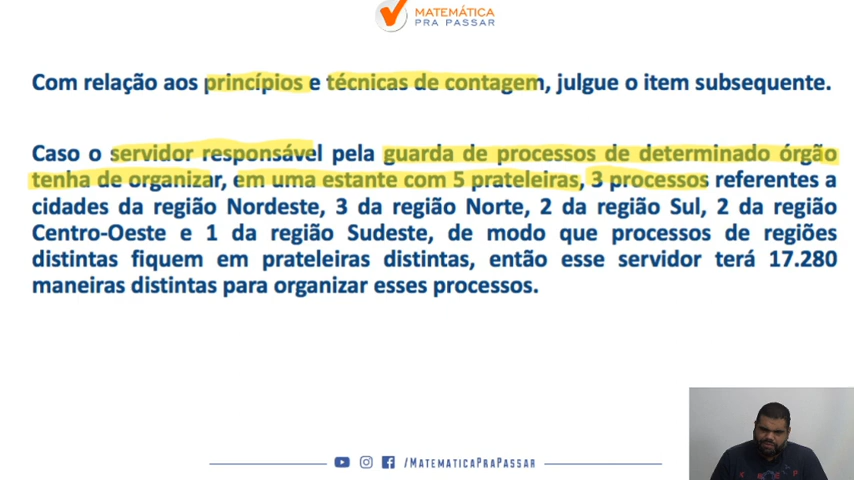 MATEMÁTICA
PRA PASSAR
Com relação aos princípios e técnicas de contagem, julgue o item subsequente.
Caso o servidor responsável pela guarda de processos de determinado órgão
tenha de organizar, em uma estante com 5 prateleiras, 3 processos referentes a
cidades da região Nordeste, 3 da região Norte, 2 da região Sul, 2 da região
Centro-Oeste e 1 da região Sudeste, de modo que processos de regiões
distintas fiquem em prateleiras distintas, então esse servidor terá 17.280
maneiras distintas para organizar esses processos.
/MatematicaPraPassar